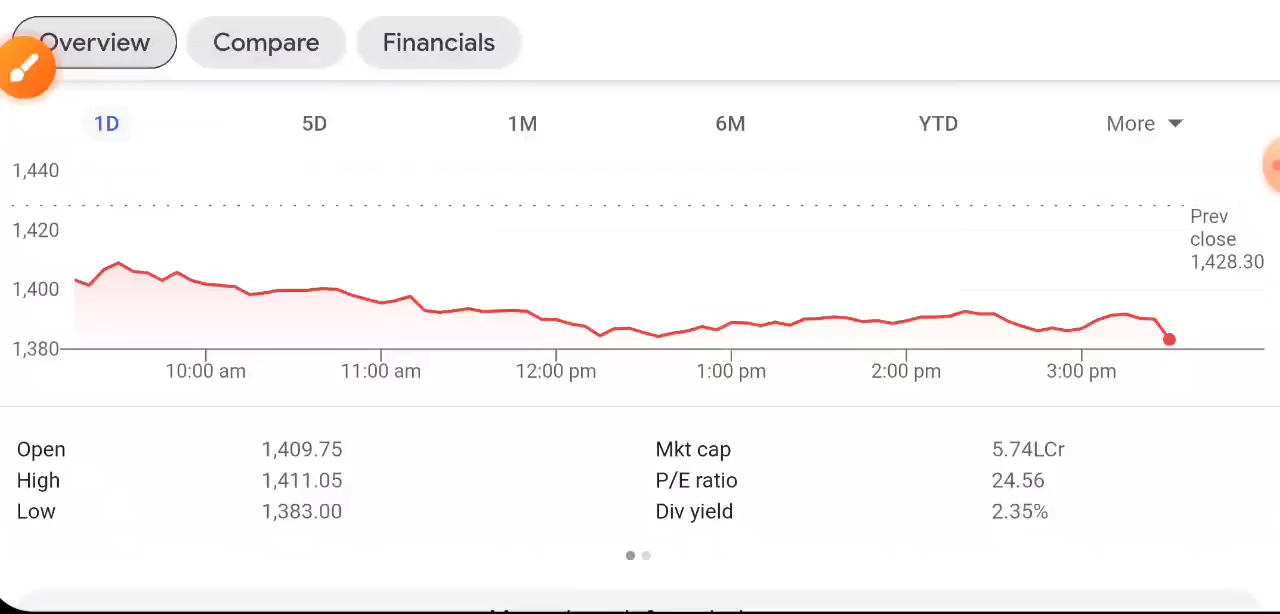 Overview Compare Financials
1D 5D 1M 6M YTD More
1,440
1,420
1,400
1,380
Prev
close
1,428.30
10:00 am 11:00 am 12:00 pm 1:00 pm 2:00 pm 3:00 pm
Open 1,409.75 Mkt cap 5.74LCr
High 1,411.05 P/E ratio 24.56
Low 1,383.00 Div yield 2.35%